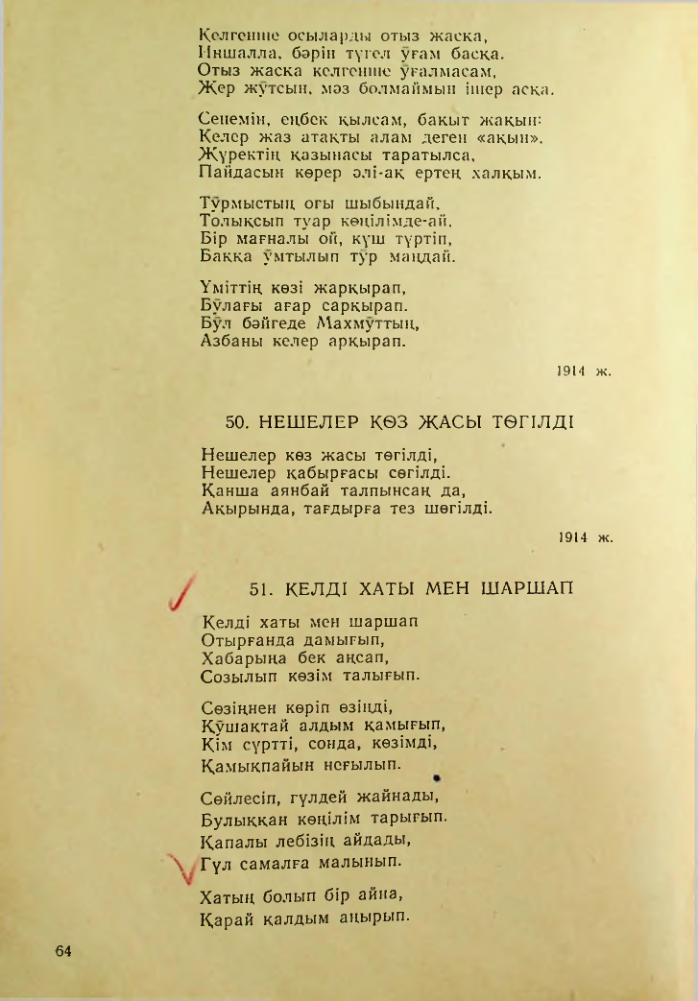 Келгенше осыларды отыз жасқа,
Иншалла, бәрін түгел ұғам басқа.
Отыз жасқа келгенше ұғалмасам,
Жер жұтсын, мәз болмаймын ішер асқа.
Сенемін, еңбек қылсам, бақыт жақын:
Келер жаз атақты алам деген «ақын».
Жүректің қазынасы таратылса,
Пайдасын көрер әлі-ақ ертең халқым.
Тұрмыстың оғы шыбындай,
Толықсып туар көңілімде-ай.
Бір мағналы ой, күш түртіп,
Баққа ұмтылып тұр маңдай.
Үміттің көзі жарқырап,
Бұлағы ағар сарқырап.
Бұл бәйгеде Махмұттың,
Азбаны келер арқырап.
1914 ж.
50. НЕШЕЛЕР КӨЗ ЖАСЫ ТӨГІЛДІ
Нешелер көз жасы төгілді,
Нешелер қабырғасы сөгілді.
Қанша аянбай талпынсаң да,
Ақырында, тағдырға тез шөгілді.
1914 ж.
51. КЕЛДІ ХАТЫ МЕН ШАРШАП
Келді хаты мен шаршап
Отырғанда дамығып,
Хабарыңа бек аңсап,
Созылып көзім талығып.
Сөзіңнен көріп өзіңді,
Құшақтай алдым қамығып,
Кім сүртті, сонда, көзімді,
Қамықпайын неғылып.
Сөйлесіп, гүлдей жайнады,
Булыққан көңілім тарығып.
Қапалы лебізің айдады,
Гүл самалға малынып.
Хатың болып бір айна,
Қарай қалдым аңырып.
64